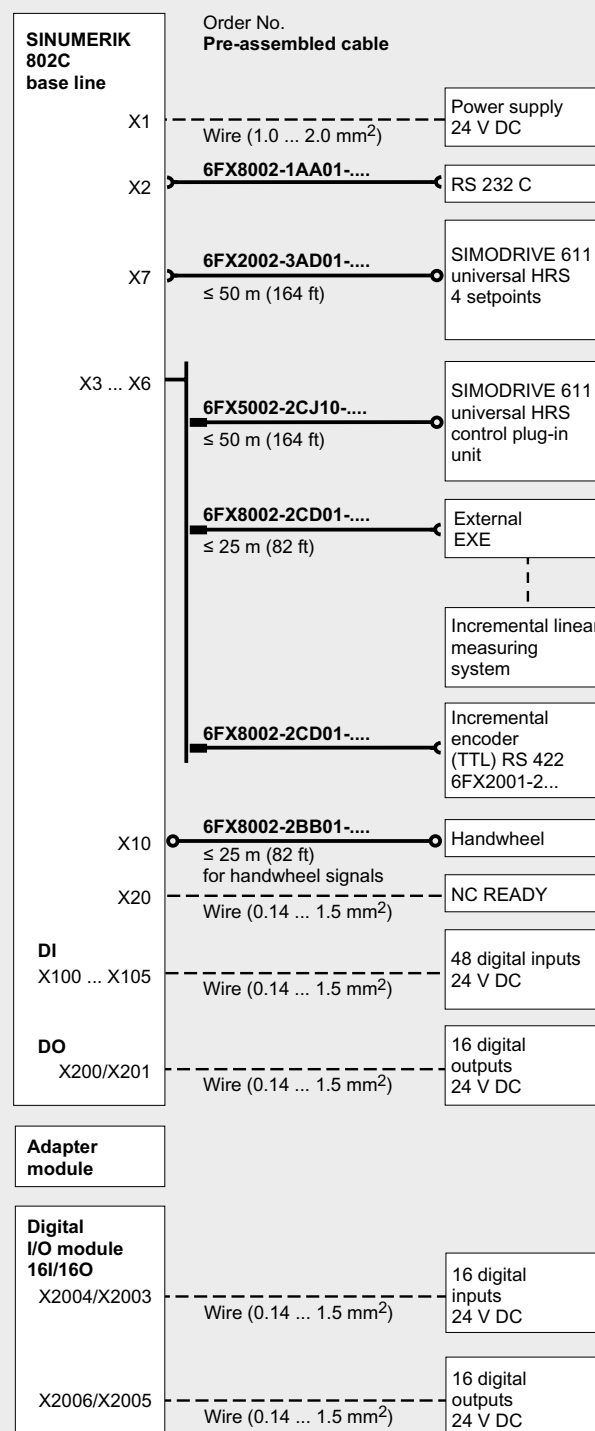 Order No.
Pre-assembled cable
SINUMERIK
802C
base line
X1
Wire (1.0 ... 2.0 mm²)
Power supply
24 V DC
X2
6FX8002-1AA01-....
RS 232 C
X7
6FX2002-3AD01-....
≤ 50 m (164 ft)
SIMODRIVE 611
universal HRS
4 setpoints
X3 ... X6
6FX5002-2CJ10-....
≤ 50 m (164 ft)
SIMODRIVE 611
universal HRS
control plug-in
unit
6FX8002-2CD01-....
≤ 25 m (82 ft)
External
EXE
Incremental linear
measuring
system
6FX8002-2CD01-....
Incremental
encoder
(TTL) RS 422
6FX2001-2...
X10
6FX8002-2BB01-....
≤ 25 m (82 ft)
for handwheel signals
Handwheel
X20
Wire (0.14 ... 1.5 mm²)
NC READY
DI
X100 ... X105
Wire (0.14 ... 1.5 mm²)
48 digital inputs
24 V DC
DO
X200/X201
Wire (0.14 ... 1.5 mm²)
16 digital
outputs
24 V DC
Adapter
module
Digital
I/O module
16I/16O
X2004/X2003
Wire (0.14 ... 1.5 mm²)
16 digital
inputs
24 V DC
X2006/X2005
Wire (0.14 ... 1.5 mm²)
16 digital
outputs
24 V DC